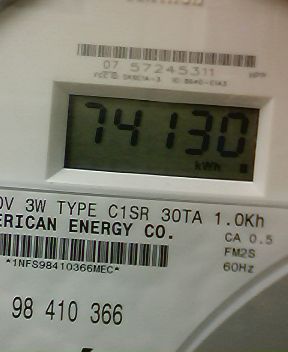 07 57245311
74130
kWh
0V 3W TYPE C1SR 30TA 1.0Kh
ERICAN ENERGY CO.
CA 0.5
FM2S
60Hz
*1NFS98410366MEC*
98 410 366